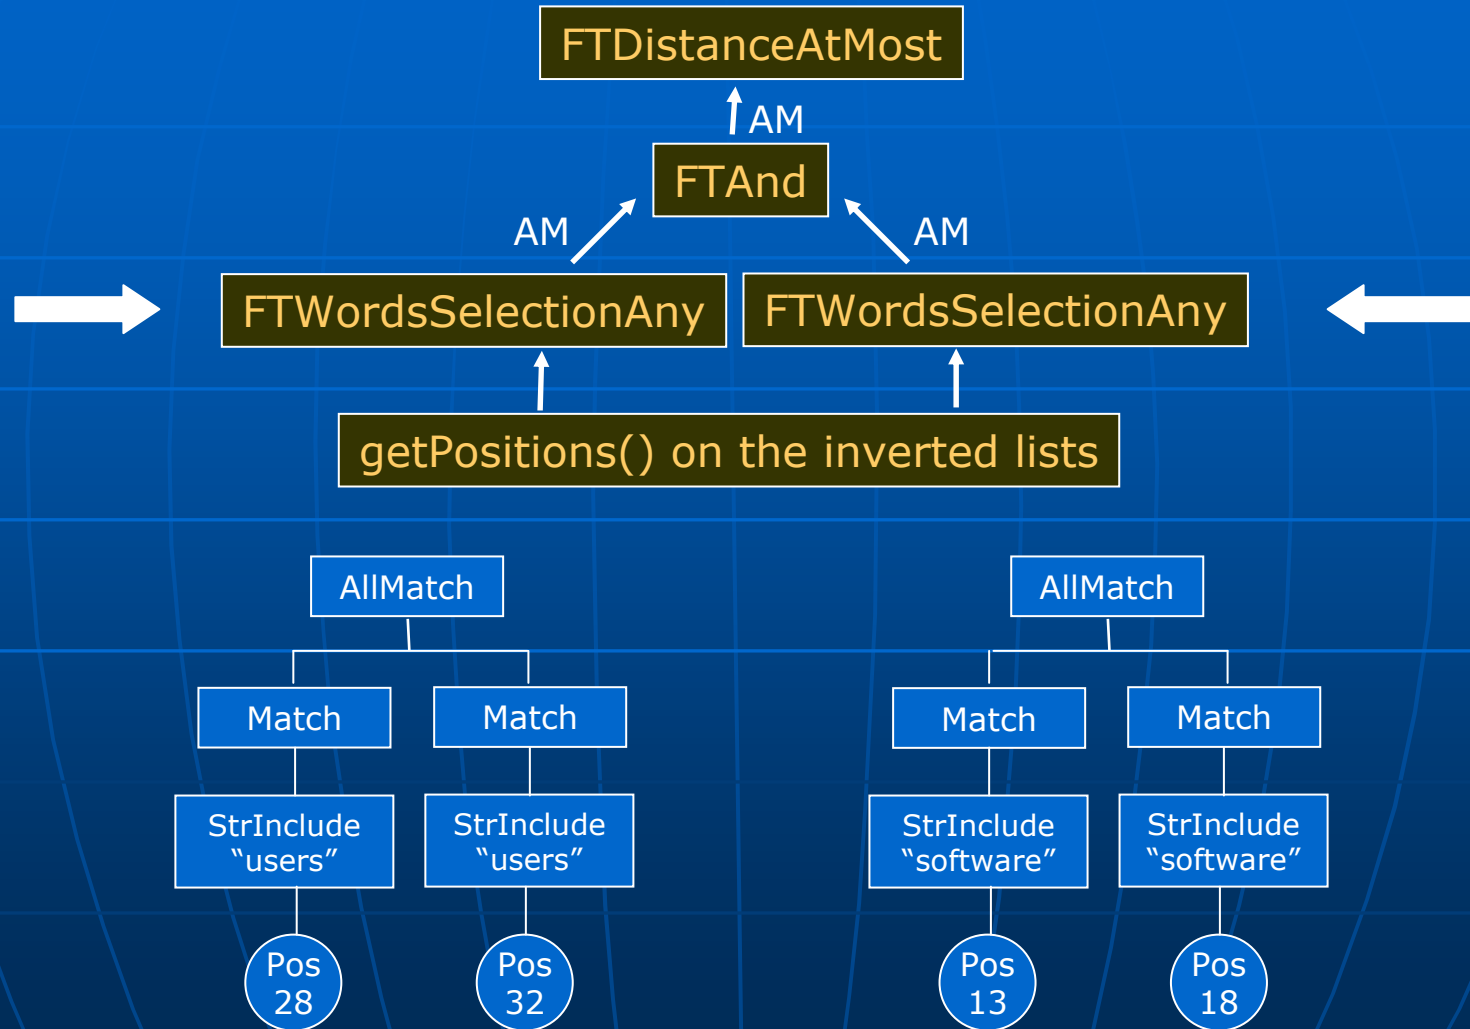 FTDistanceAtMost
AM
FTAnd
AM
AM
FTWordsSelectionAny
FTWordsSelectionAny
getPositions() on the inverted lists
AllMatch
AllMatch
Match
Match
Match
Match
StrInclude
“users”
StrInclude
“users”
StrInclude
“software”
StrInclude
“software”
Pos
28
Pos
32
Pos
13
Pos
18